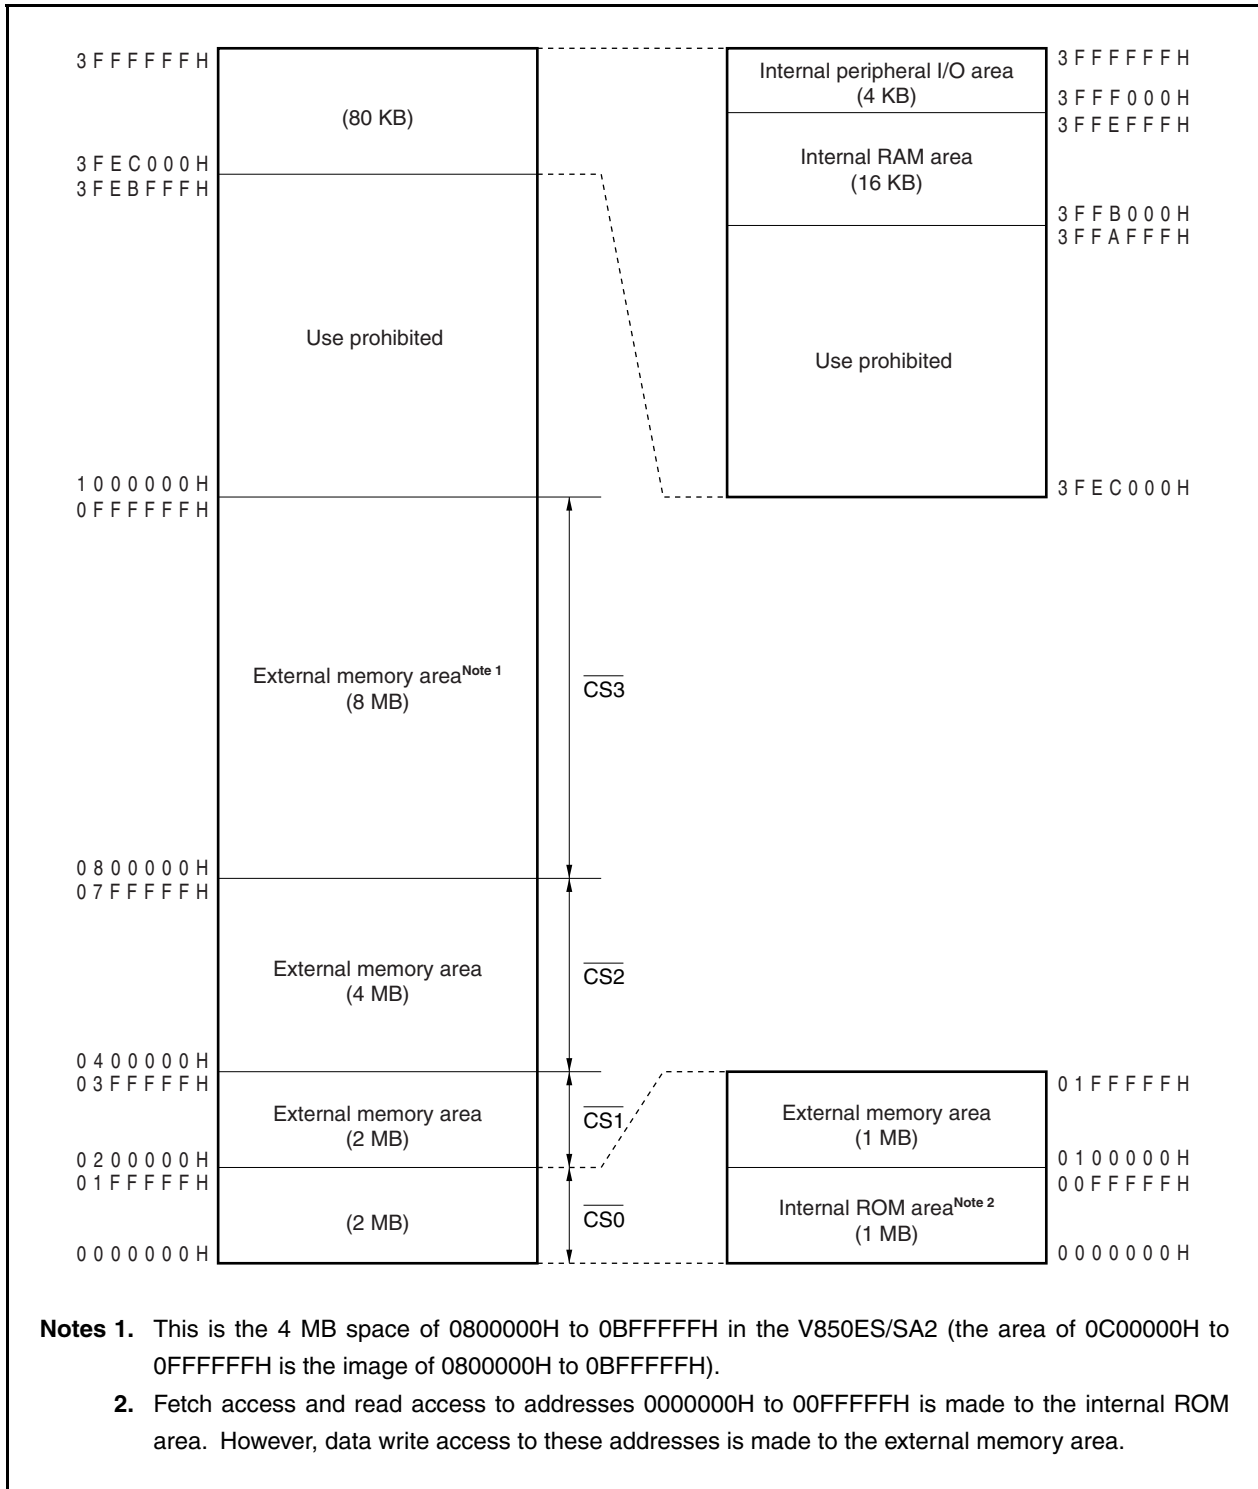 3FFFFFFH
(80 KB)
3FEC000H
3FEBFFFH
Use prohibited
1000000H
0FFFFFFH
External memory areaNote 1
(8 MB)
CS3
0800000H
07FFFFFH
External memory area
(4 MB)
CS2
0400000H
03FFFFFH
External memory area
(2 MB)
CS1
0200000H
01FFFFFH
(2 MB)
CS0
0000000H
Internal peripheral I/O area
(4 KB)
3FFFFFFH
3FFF000H
3FFEFFFH
Internal RAM area
(16 KB)
3FFB000H
3FFAFFFH
Use prohibited
3FEC000H
01FFFFFH
External memory area
(1 MB)
0100000H
00FFFFFH
Internal ROM areaNote 2
(1 MB)
0000000H
Notes 1. This is the 4 MB space of 0800000H to 0BFFFFFH in the V850ES/SA2 (the area of 0C00000H to
0FFFFFFH is the image of 0800000H to 0BFFFFFH).
2. Fetch access and read access to addresses 0000000H to 00FFFFFH is made to the internal ROM
area. However, data write access to these addresses is made to the external memory area.